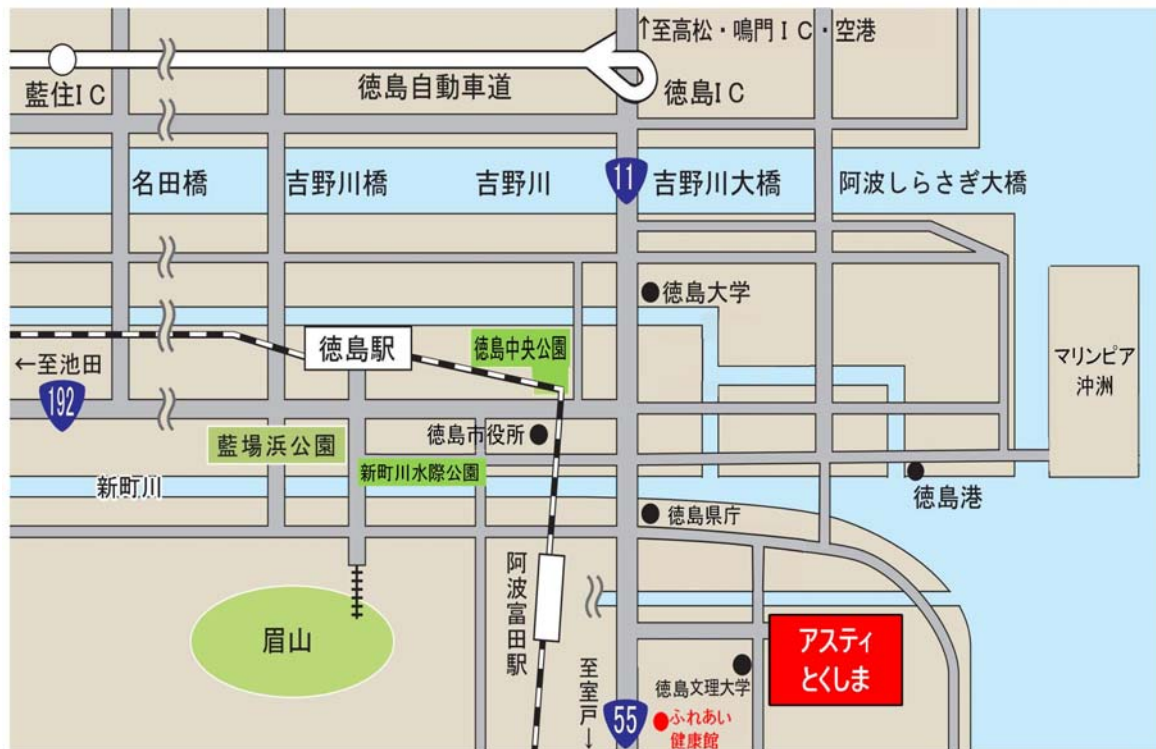 ↑至高松・鳴門IC・空港
藍住IC
徳島自動車道
徳島IC
名田橋
吉野川橋
吉野川
11
吉野川大橋
阿波しらさぎ大橋
徳島大学
徳島駅
徳島中央公園
マリンピア
沖洲
←至池田
192
藍場浜公園
徳島市役所
新町川水際公園
新町川
徳島港
徳島県庁
阿波富田駅
眉山
アスティ
とくしま
至室戸↓
徳島文理大学
55
ふれあい
健康館